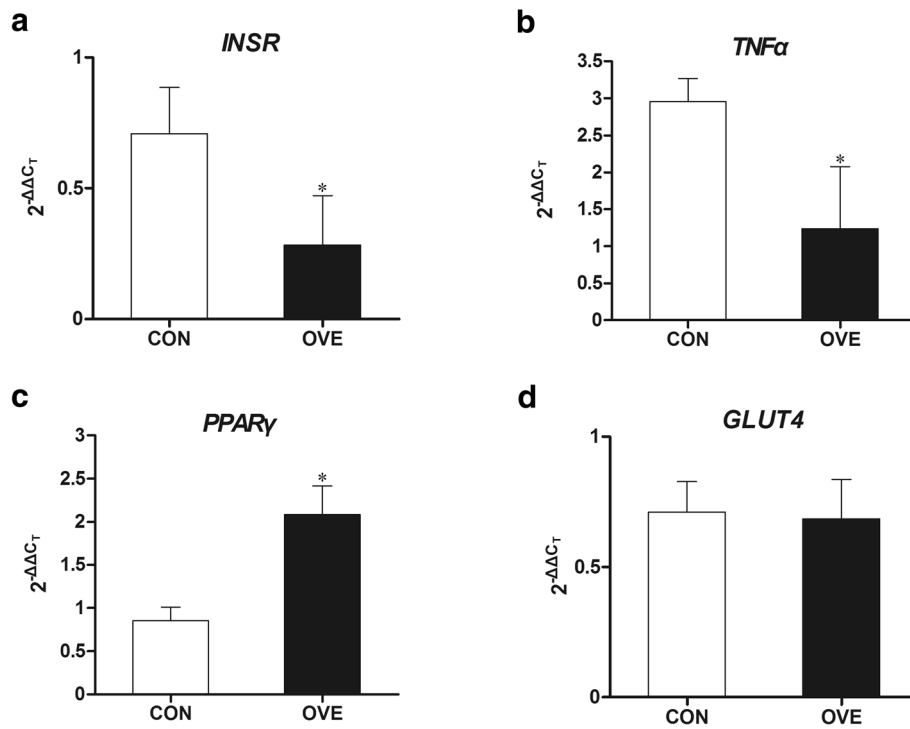 a
INSR
1
0.5
0
2-ΔΔCT
*
CON OVE
b
TNFα
3.5
3
2.5
2
1.5
1
0.5
0
2-ΔΔCT
*
CON OVE
c
PPARγ
3
2.5
2
1.5
1
0.5
0
2-ΔΔCT
*
CON OVE
d
GLUT4
1
0.5
0
2-ΔΔCT
CON OVE